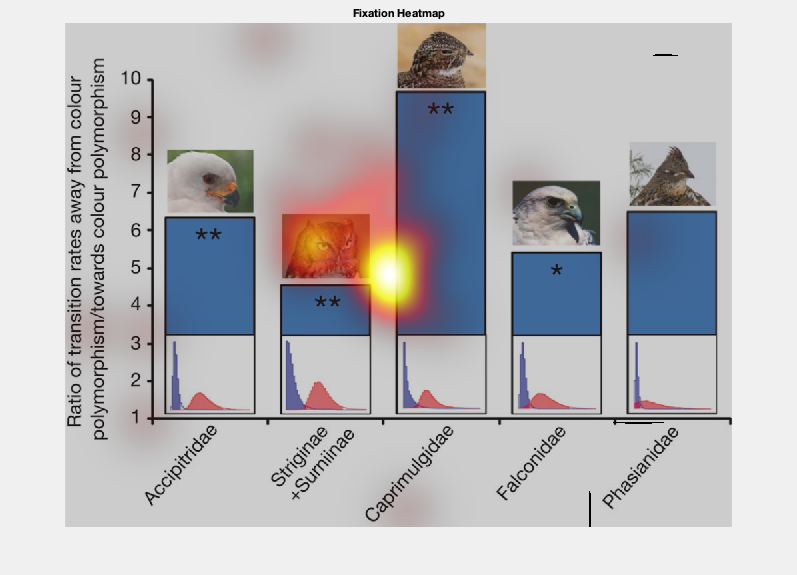 Fixation Heatmap
Ratio of transition rates away from colour
polymorphism/towards colour polymorphism
10
9
8
7
6
5
4
3
2
1
**
**
**
*
Accipitridae
Striginae
+Surniinae
Caprimulgidae
Falconidae
Phasianidae